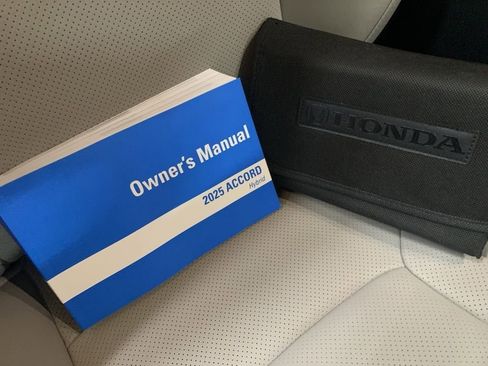 Owner's Manual
2025 ACCORD
Hybrid
HONDA